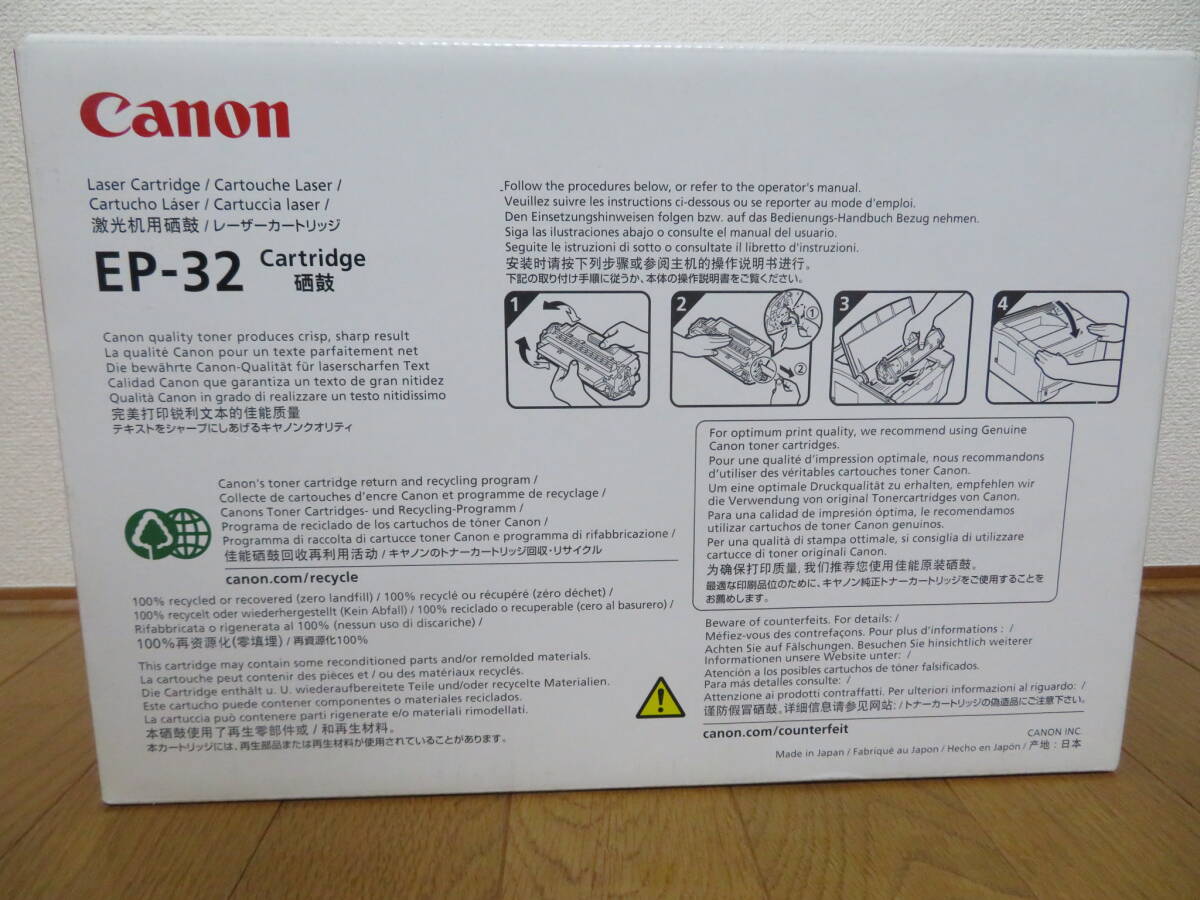 Canon
Laser Cartridge / Cartouche Laser /
Cartucho Láser / Cartuccia laser /
激光机用硒鼓 / レーザーカートリッジ
EP-32 Cartridge
硒鼓
Canon quality toner produces crisp, sharp result
La qualité Canon pour un texte parfaitement net
Die bewährte Canon-Qualität für laserscharfen Text
Calidad Canon que garantiza un texto de gran nitidez
Qualità Canon in grado di realizzare un testo nitidissimo
完美打印锐利文本的佳能质量
テキストをシャープにしあげるキヤノンクオリティ
Canon's toner cartridge return and recycling program /
Collecte de cartouches d'encre Canon et programme de recyclage /
Canons Toner Cartridges- und Recycling-Programm /
Programa de reciclado de los cartuchos de tóner Canon /
Programma di raccolta di cartucce toner Canon e programma di rifabbricazione /
佳能硒鼓回收再利用活动 / キヤノンのトナーカートリッジ回収・リサイクル
canon.com/recycle
100% recycled or recovered (zero landfill) / 100% recyclé ou récupéré (zéro déchet) /
100% recycelt oder wiederhergestellt (Kein Abfall) / 100% reciclado o recuperable (cero al basurero) /
Rifabbricata o rigenerata al 100% (nessun uso di discariche) /
100%再资源化(零填埋) / 再資源化100%
This cartridge may contain some reconditioned parts and/or remolded materials.
La cartouche peut contenir des pièces et / ou des matériaux recyclés.
Die Cartridge enthält u. U. wiederaufbereitete Teile und/oder recycelte Materialien.
Este cartucho puede contener componentes o materiales reciclados.
La cartuccia può contenere parti rigenerate e/o materiali rimodellati.
本硒鼓使用了再生零部件或 / 和再生材料。
本カートリッジには、再生部品または再生材料が使用されていることがあります。
Follow the procedures below, or refer to the operator's manual.
Veuillez suivre les instructions ci-dessous ou se reporter au mode d'emploi.
Den Einsetzungshinweisen folgen bzw. auf das Bedienungs-Handbuch Bezug nehmen.
Siga las ilustraciones abajo o consulte el manual del usuario.
Seguite le istruzioni di sotto o consultate il libretto d'instruzioni.
安装时请按下列步骤或参阅主机的操作说明书进行。
下記の取り付け手順に従うか、本体の操作説明書をご覧ください。
1
2
①
②
3
4
For optimum print quality, we recommend using Genuine
Canon toner cartridges.
Pour une qualité d'impression optimale, nous recommandons
d'utiliser des véritables cartouches toner Canon.
Um eine optimale Druckqualität zu erhalten, empfehlen wir
die Verwendung von original Tonercartridges von Canon.
Para una calidad de impresión óptima, le recomendamos
utilizar cartuchos de toner Canon genuinos.
Per una qualità di stampa ottimale, si consiglia di utilizzare
cartucce di toner originali Canon.
为确保打印质量,我们推荐您使用佳能原装硒鼓。
最適な印刷品位のために、キヤノン純正トナーカートリッジをご使用することを
お薦めします。
Beware of counterfeits. For details: /
Méfiez-vous des contrefaçons. Pour plus d'informations : /
Achten Sie auf Fälschungen. Besuchen Sie hinsichtlich weiterer
Informationen unsere Website unter: /
Atención a los posibles cartuchos de tóner falsificados.
Para más detalles consulte: /
Attenzione ai prodotti contraffatti. Per ulteriori informazioni al riguardo: /
谨防假冒硒鼓。详细信息请参见网站: / トナーカートリッジの偽造品にご注意下さい。
canon.com/counterfeit
CANON INC.
Made in Japan / Fabriqué au Japon / Hecho en Japón / 产地 : 日本